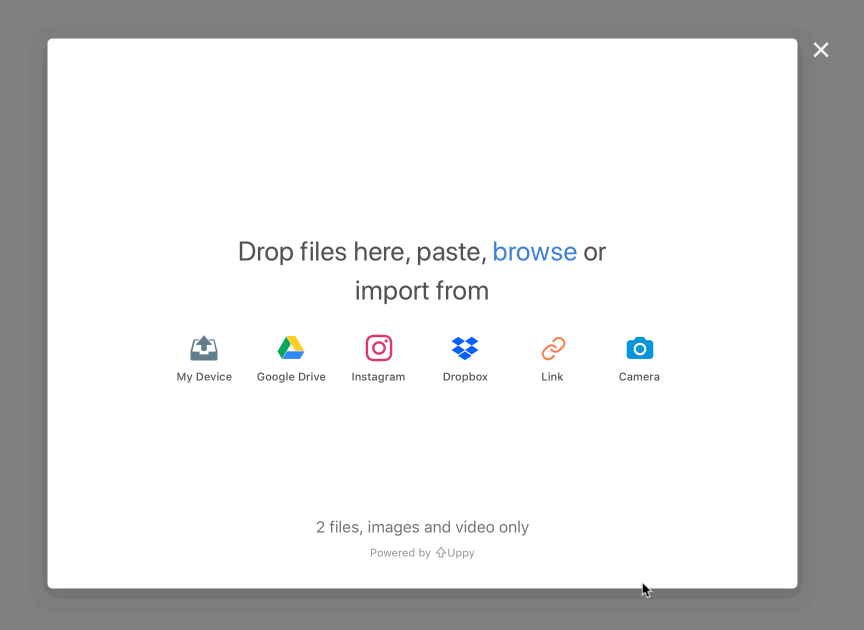 Drop files here, paste, browse or
import from
My Device Google Drive Instagram Dropbox Link Camera
2 files, images and video only
Powered by Uppy